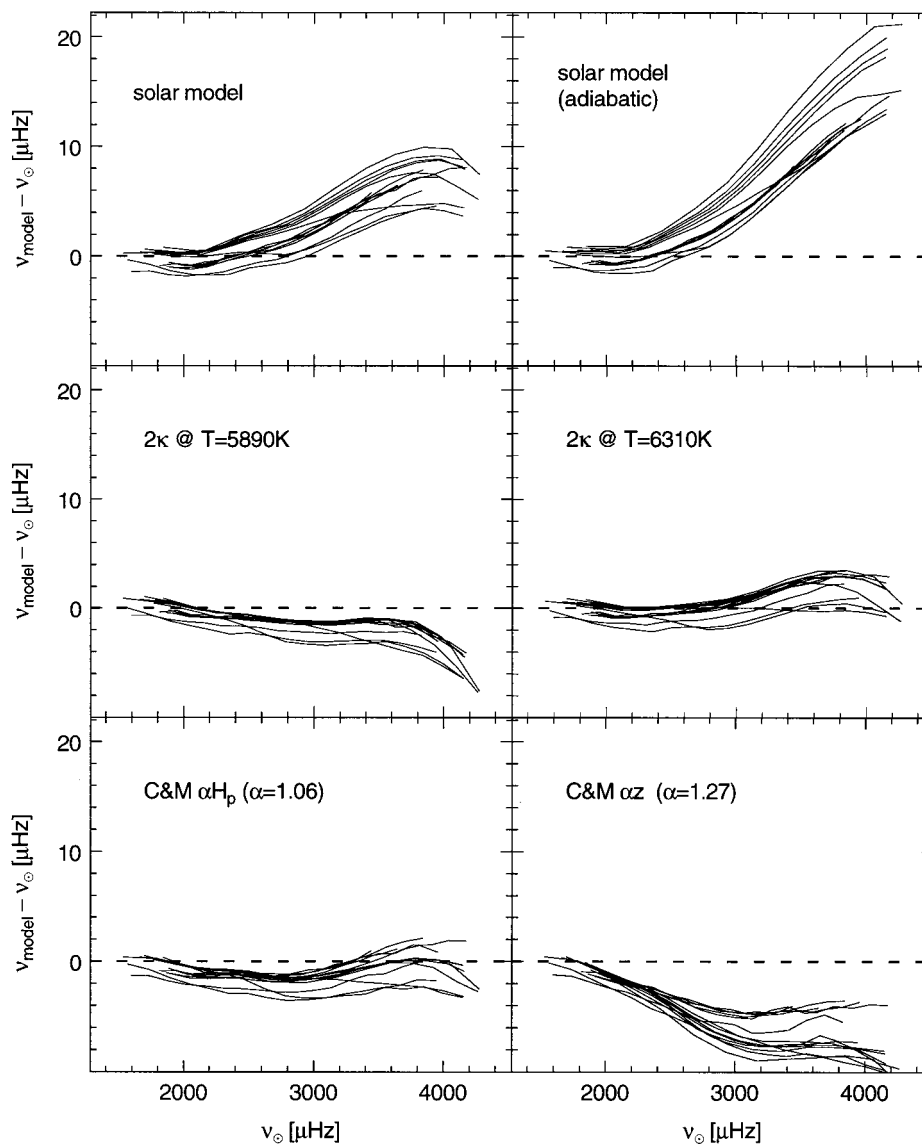 20
10
0
ν_model − ν_⊙ [μHz]
solar model
solar model
(adiabatic)
20
10
0
ν_model − ν_⊙ [μHz]
2κ @ T=5890K
2κ @ T=6310K
20
10
0
ν_model − ν_⊙ [μHz]
C&M αH_p (α=1.06)
C&M αz (α=1.27)
2000 3000 4000
2000 3000 4000
ν_⊙ [μHz]
ν_⊙ [μHz]